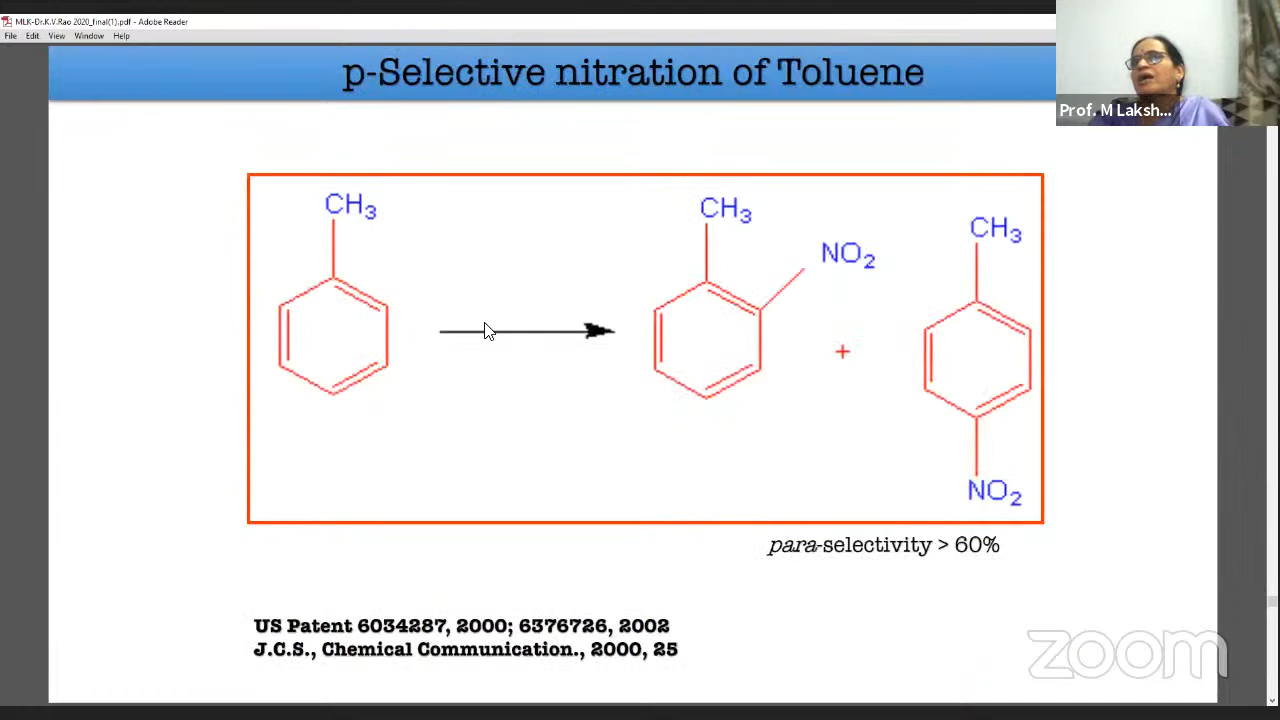 MLK-Dr.K.V.Rao 2020_final(1).pdf - Adobe Reader
File Edit View Window Help
p-Selective nitration of Toluene
Prof. M Laksh...
CH3
CH3
NO2
CH3
+
NO2
para-selectivity > 60%
US Patent 6034287, 2000; 6376726, 2002
J.C.S., Chemical Communication., 2000, 25
zoom